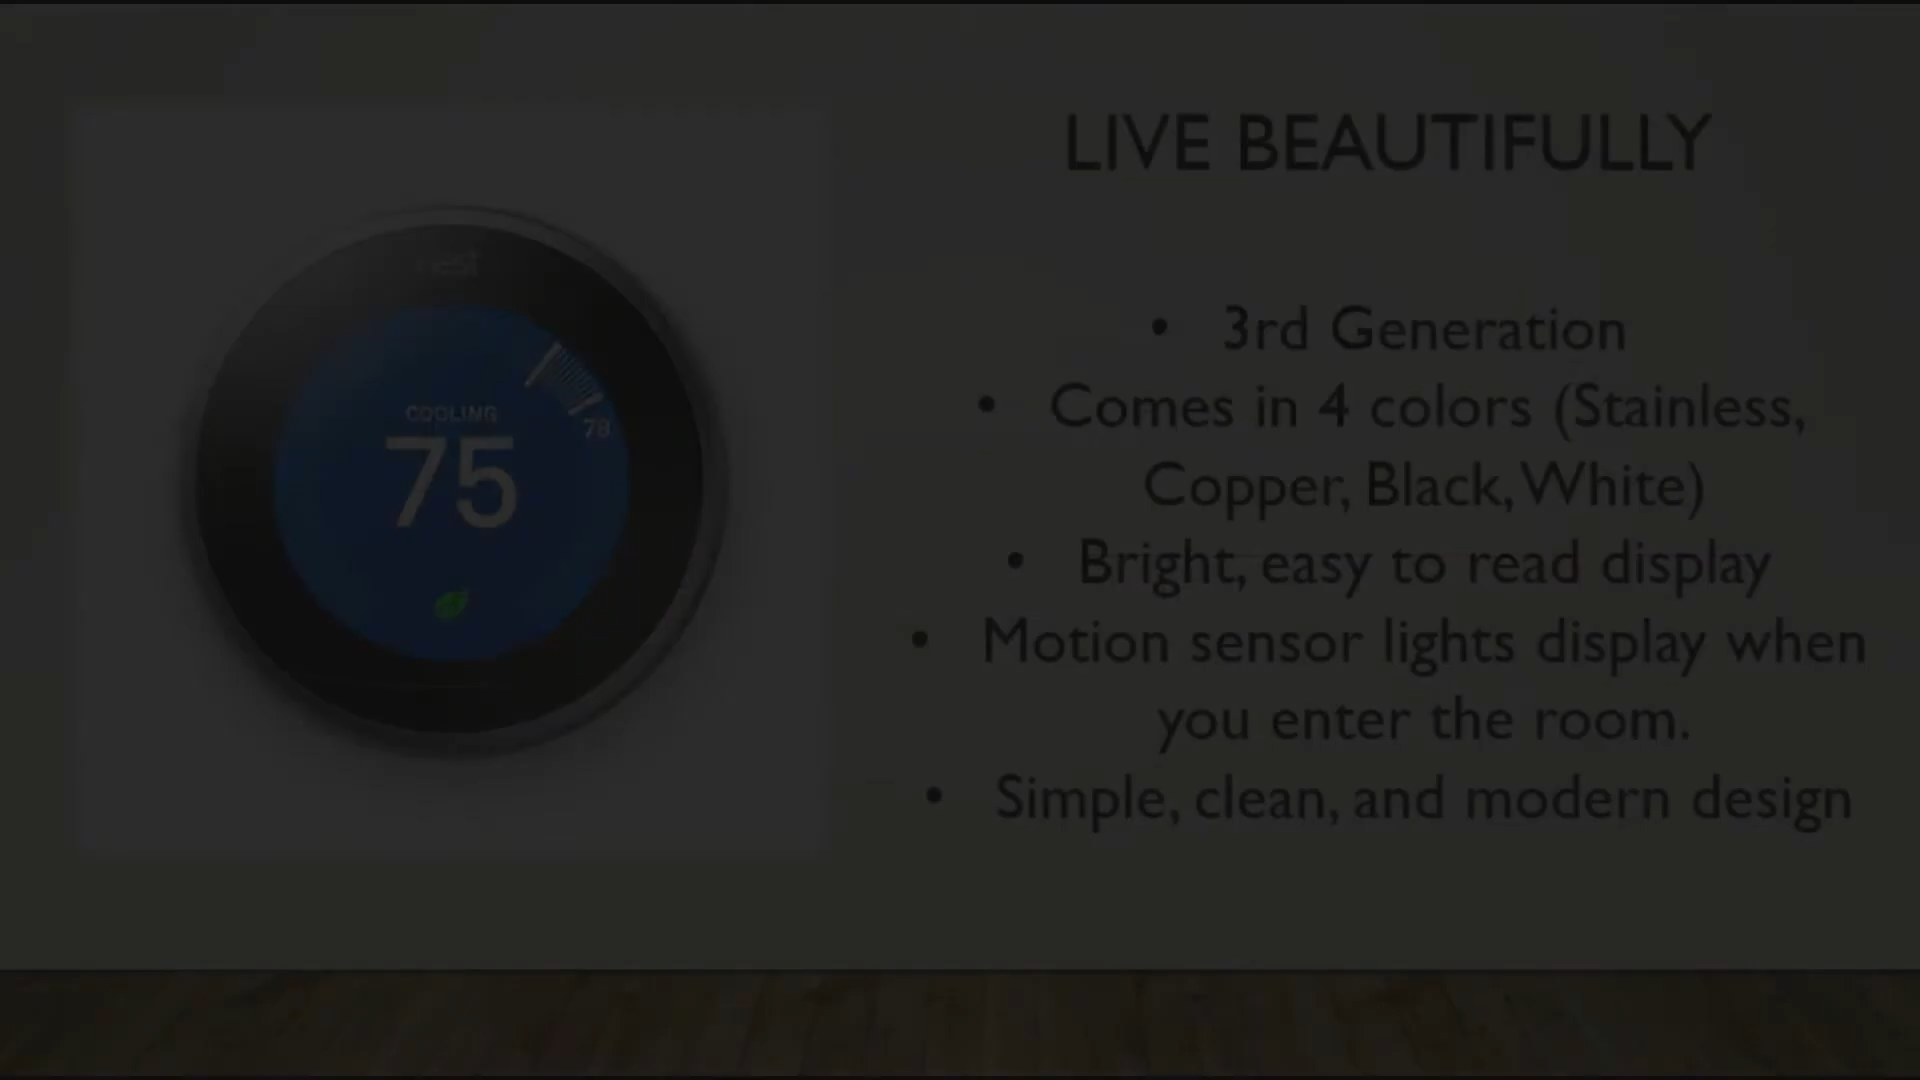 LIVE BEAUTIFULLY
nest
COOLING
78
75
• 3rd Generation
• Comes in 4 colors (Stainless,
Copper, Black, White)
• Bright, easy to read display
• Motion sensor lights display when
you enter the room.
• Simple, clean, and modern design